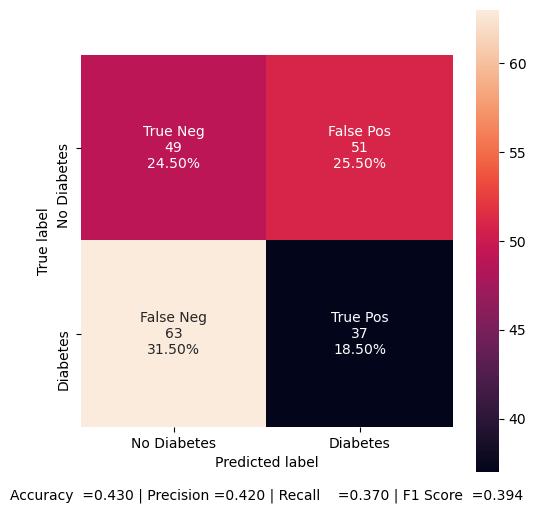 True Neg
49
24.50%
False Pos
51
25.50%
False Neg
63
31.50%
True Pos
37
18.50%
No Diabetes
Diabetes
True label
No Diabetes
Diabetes
Predicted label
60
55
50
45
40
Accuracy  =0.430 | Precision =0.420 | Recall    =0.370 | F1 Score  =0.394